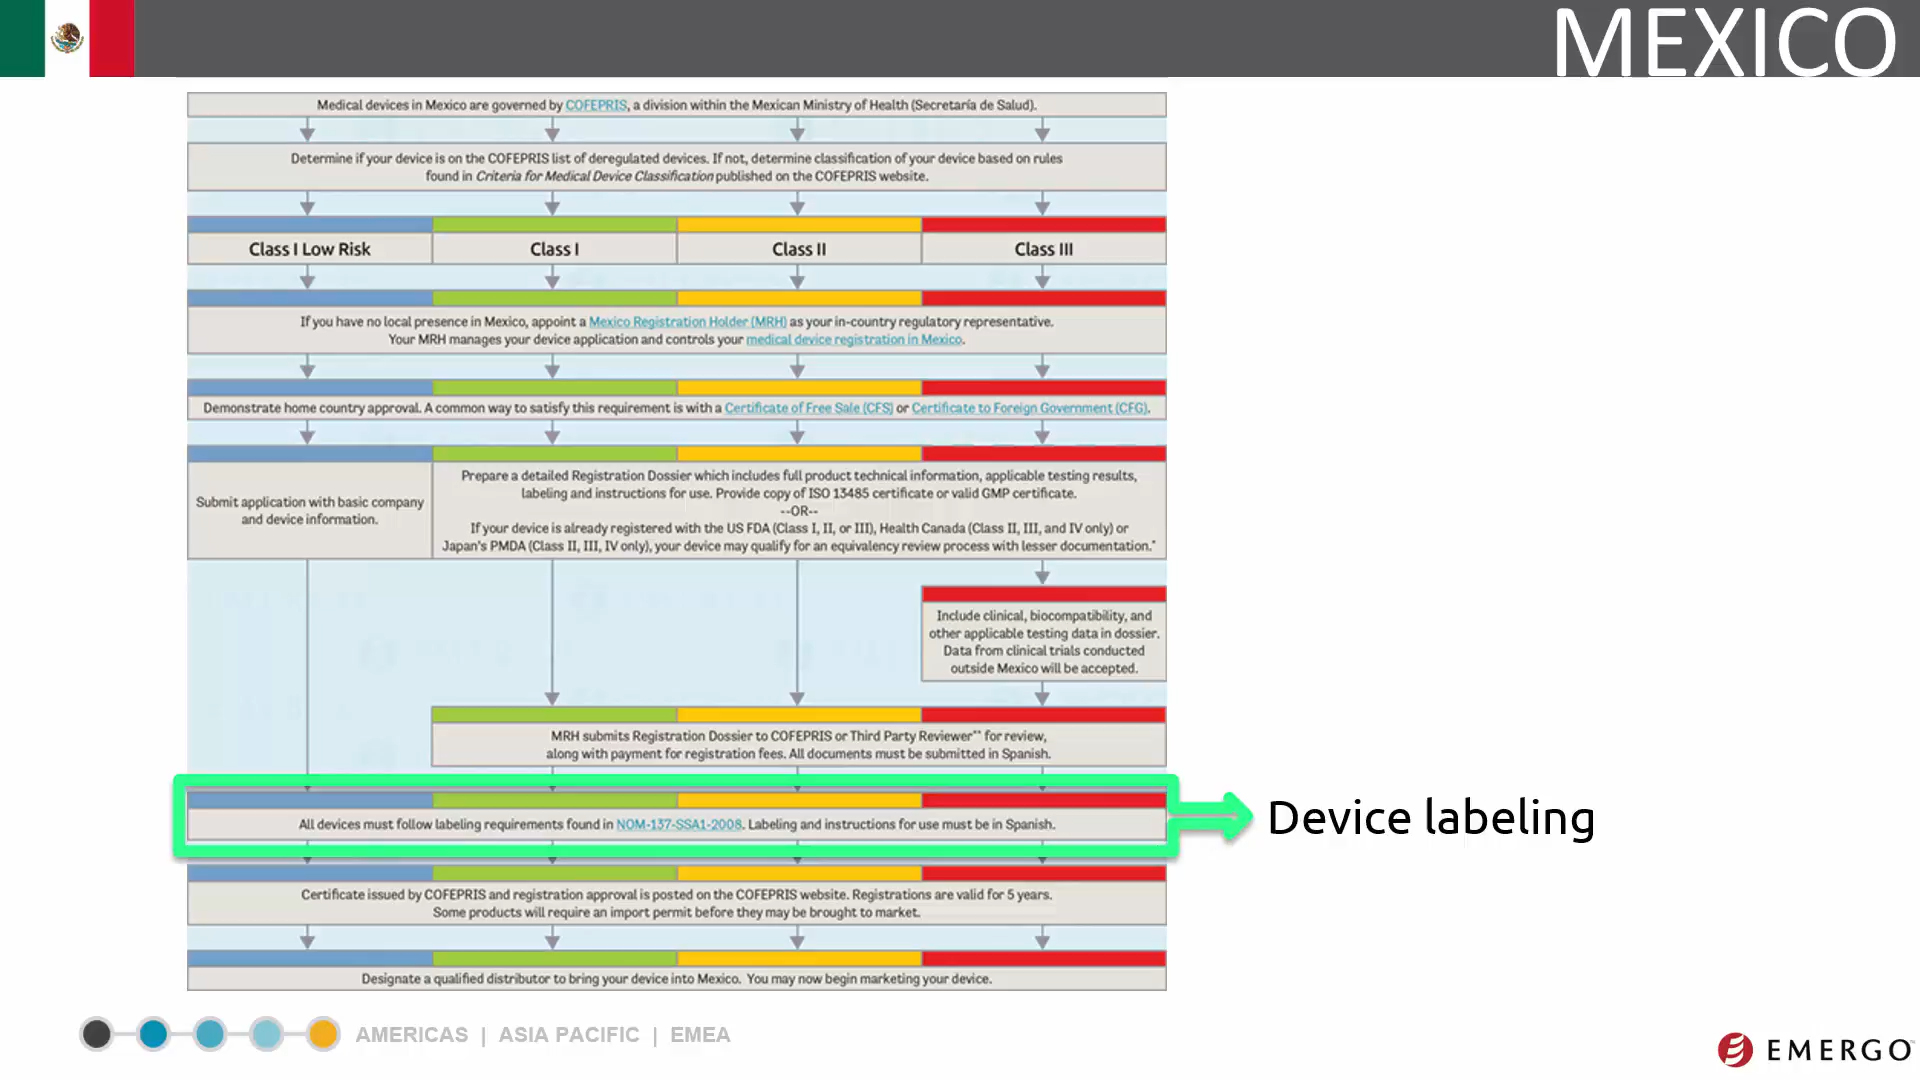 MEXICO
Medical devices in Mexico are governed by COFEPRIS, a division within the Mexican Ministry of Health (Secretaría de Salud).
Determine if your device is on the COFEPRIS list of deregulated devices. If not, determine classification of your device based on rules
found in Criteria for Medical Device Classification published on the COFEPRIS website.
Class I Low Risk
Class I
Class II
Class III
If you have no local presence in Mexico, appoint a Mexico Registration Holder (MRH) as your in-country regulatory representative.
Your MRH manages your device application and controls your medical device registration in Mexico.
Demonstrate home country approval. A common way to satisfy this requirement is with a Certificate of Free Sale (CFS) or Certificate to Foreign Government (CFG).
Submit application with basic company
and device information.
Prepare a detailed Registration Dossier which includes full product technical information, applicable testing results,
labeling and instructions for use. Provide copy of ISO 13485 certificate or valid GMP certificate.
--OR--
If your device is already registered with the US FDA (Class I, II, or III), Health Canada (Class II, III, and IV only) or
Japan's PMDA (Class II, III, IV only), your device may qualify for an equivalency review process with lesser documentation.*
Include clinical, biocompatibility, and
other applicable testing data in dossier.
Data from clinical trials conducted
outside Mexico will be accepted.
MRH submits Registration Dossier to COFEPRIS or Third Party Reviewer** for review,
along with payment for registration fees. All documents must be submitted in Spanish.
All devices must follow labeling requirements found in NOM-137-SSA1-2008. Labeling and instructions for use must be in Spanish.
Device labeling
Certificate issued by COFEPRIS and registration approval is posted on the COFEPRIS website. Registrations are valid for 5 years.
Some products will require an import permit before they may be brought to market.
Designate a qualified distributor to bring your device into Mexico. You may now begin marketing your device.
AMERICAS | ASIA PACIFIC | EMEA
EMERGO